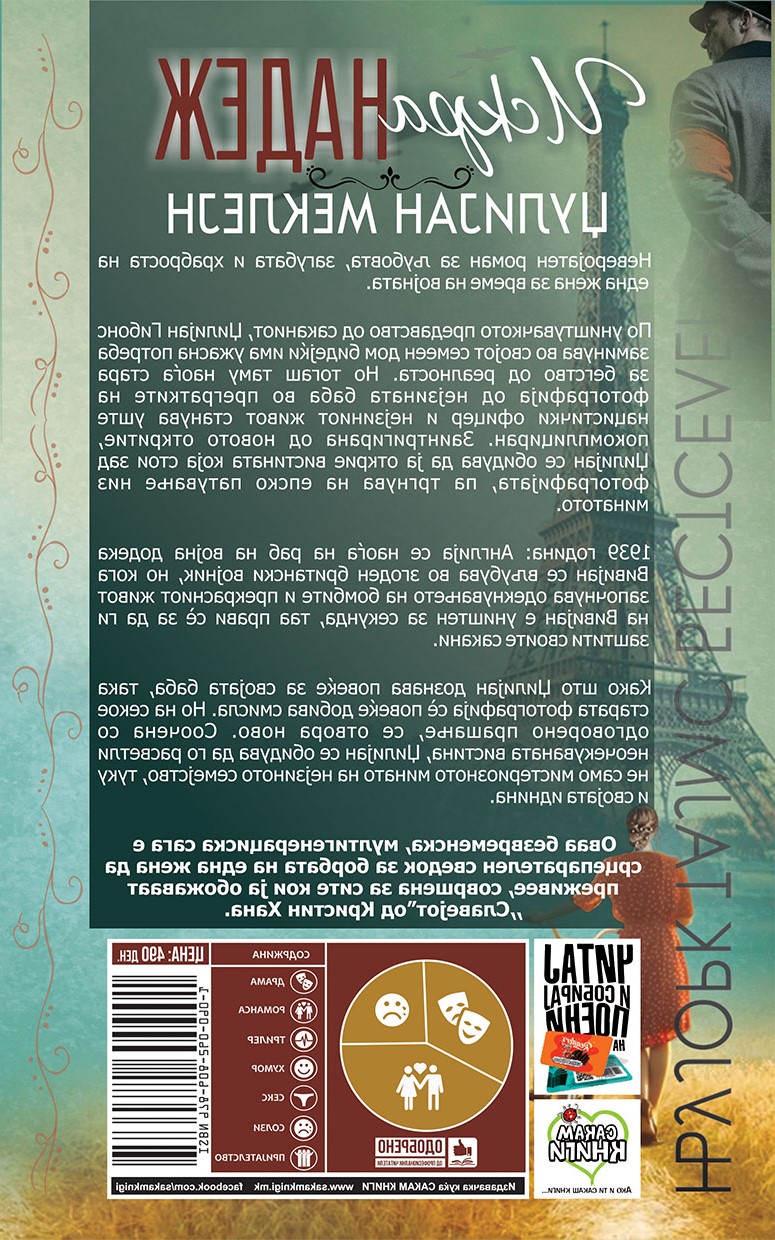 Искра
НАДЕЖ
ЏУЛИЈАН МЕКЛЕЈН
Неверојатен роман за љубовта, загубата и храброста на
една жена за време на војната.
По уништувачкото предавство од саканиот, Џилијан Гибонс
заминува во својот семеен дом бидејќи има ужасна потреба
за бегство од реалноста. Но тогаш таму наоѓа стара
фотографија од нејзината баба во прегратките на
нацистички офицер и нејзиниот живот станува уште
покомплициран. Заинтригирана од новото откритие,
Џилијан се обидува да ја открие вистината која стои зад
фотографијата, па тргнува на епско патување низ
минатото.
1939 година: Англија се наоѓа на раб на војна додека
Вивијан се вљубува во згоден британски војник, но кога
започнува одекнувањето на бомбите и прекрасниот живот
на Вивијан е уништен за секунда, таа прави сè за да ги
заштити своите сакани.
Како што Џилијан дознава повеќе за својата баба, така
старата фотографија сè повеќе добива смисла. Но на секое
одговорено прашање, се отвора ново. Соочена со
неочекуваната вистина, Џилијан се обидува да го расветли
не само мистериозното минато на нејзиното семејство, туку
и својата иднина.
Оваа безвременска, мултигенерациска сага е
срцепарателен сведок за борбата на една жена да
преживее, совршена за сите кои ја обожаваат
,,Славејот”од Кристин Хана.
ЧИТАЈ
И СОБИРАЈ
ПОЕНИ
НА
САКАМ
КНИГИ
Ако и ти сакаш книги...
ОДОБРЕНО
ОД ПРОФЕСИОНАЛНИ ЧИТАТЕЛИ
СОДРЖИНА
ДРАМА
РОМАНСА
ТРИЛЕР
ХУМОР
СЕКС
СОЛЗИ
ПРИЈАТЕЛСТВО
ЦЕНА: 490 ДЕН.
ISBN
Издавачка куќа САКАМ КНИГИ www.sakamknigi.mk facebook.com/sakamknigi